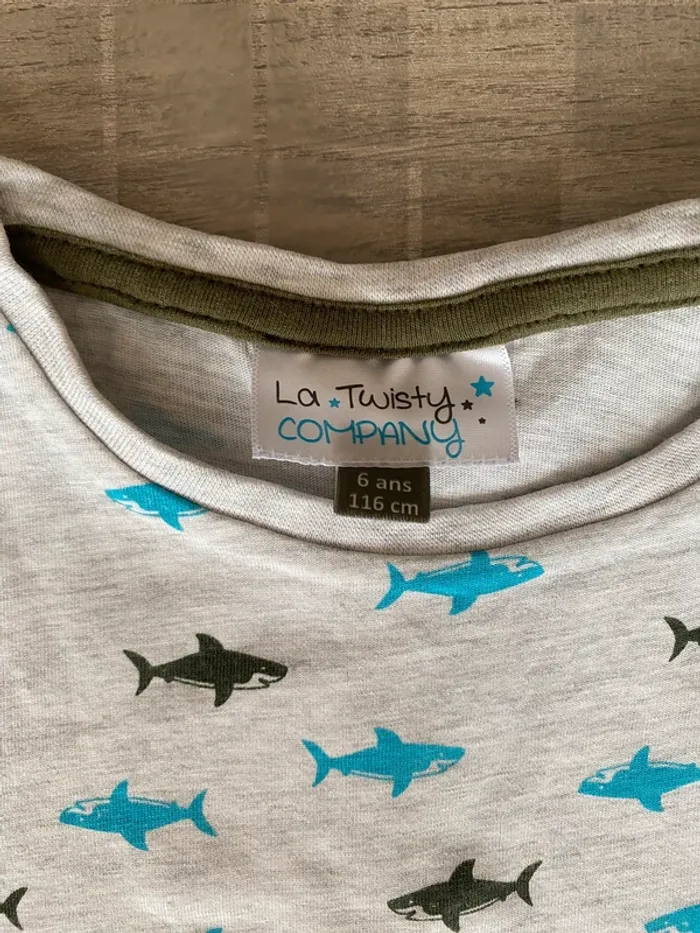 La Twisty
COMPANY
6 ans
116 cm